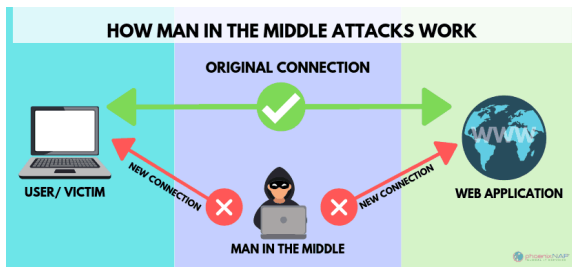 HOW MAN IN THE MIDDLE ATTACKS WORK
ORIGINAL CONNECTION
WWW
USER/ VICTIM
NEW CONNECTION
NEW CONNECTION
WEB APPLICATION
MAN IN THE MIDDLE
phoenixNAP